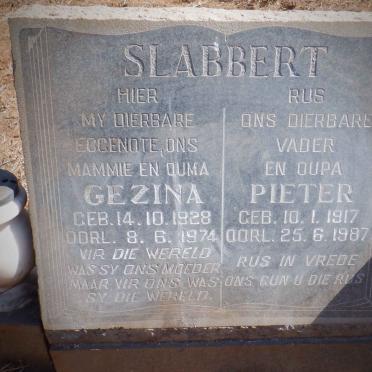 SLABBERT
HIER
MY DIERBARE
EGGENOTE, ONS
MAMMIE EN OUMA
GEZINA
GEB. 14. 10. 1928
OORL. 8. 6. 1974
VIR DIE WERELD
WAS SY ONS MOEDER
MAAR VIR ONS WAS
SY DIE WERELD.
RUS
ONS DIERBARE
VADER
EN OUPA
PIETER
GEB. 10. 1. 1917
OORL. 25. 6. 1987
RUS IN VREDE
ONS GUN U DIE RUS